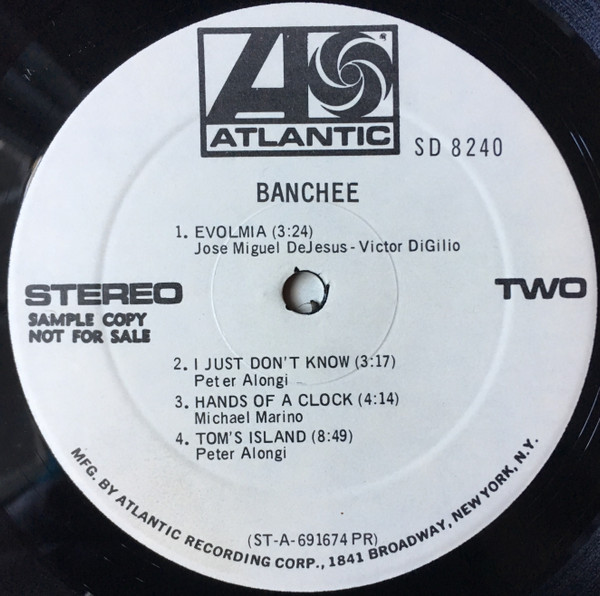 ATLANTIC
SD 8240
BANCHEE
1. EVOLMIA (3:24)
Jose Miguel DeJesus - Victor DiGilio
STEREO
TWO
SAMPLE COPY
NOT FOR SALE
2. I JUST DON'T KNOW (3:17)
Peter Alongi
3. HANDS OF A CLOCK (4:14)
Michael Marino
4. TOM'S ISLAND (8:49)
Peter Alongi
(ST-A-691674 PR)
MFG. BY ATLANTIC RECORDING CORP., 1841 BROADWAY, NEW YORK, N.Y.